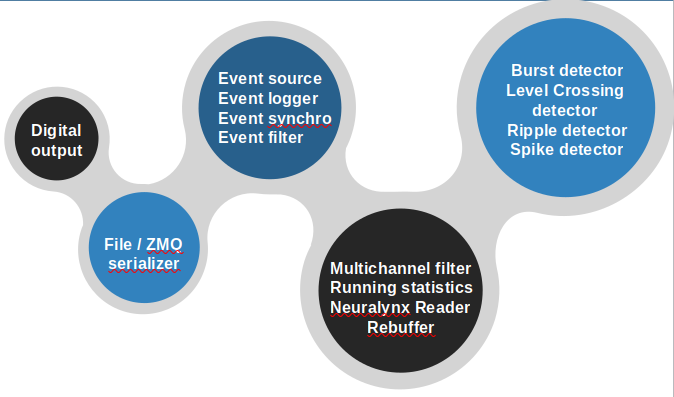 Digital
output
File / ZMQ
serializer
Event source
Event logger
Event synchro
Event filter
Multichannel filter
Running statistics
Neuralynx Reader
Rebuffer
Burst detector
Level Crossing
detector
Ripple detector
Spike detector